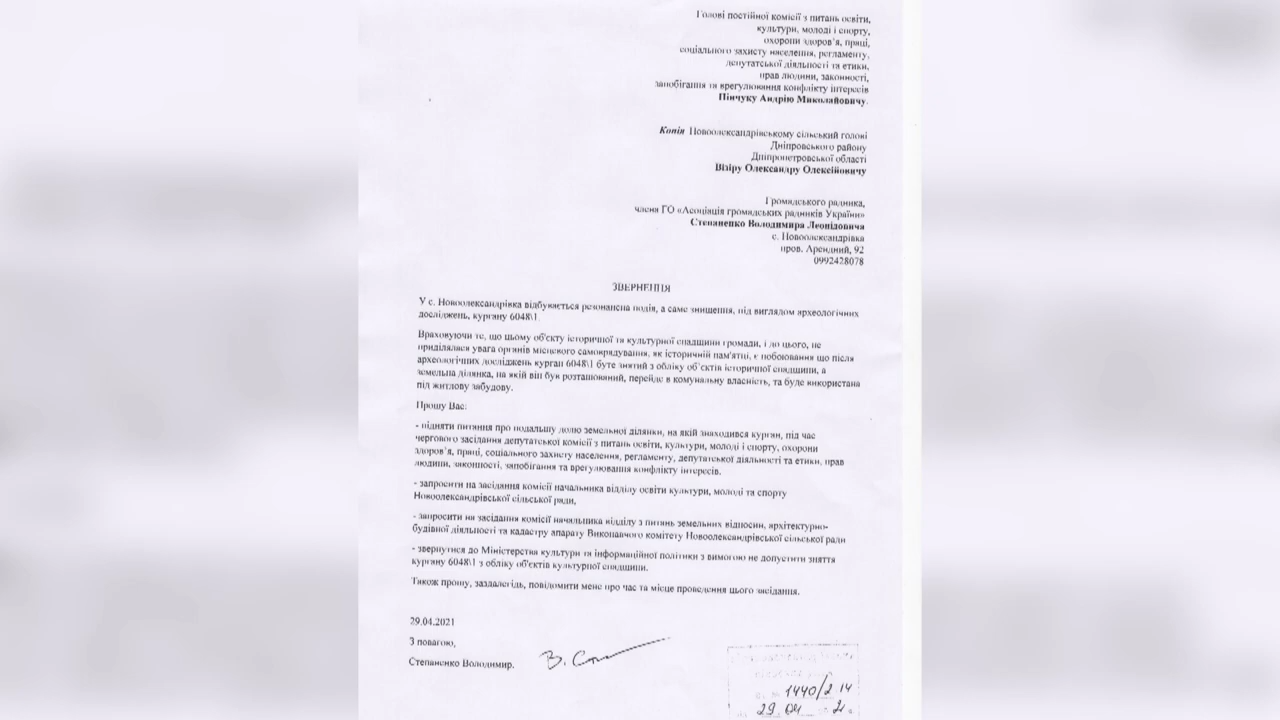 Голові постійної комісії з питань освіти,
культури, молоді і спорту,
охорони здоров'я, праці,
соціального захисту населення, регламенту,
депутатської діяльності та етики,
прав людини, законності,
запобігання та врегулювання конфлікту інтересів
Пінчуку Андрію Миколайовичу.
Копія Новоолександрівському сільський голові
Дніпровського району
Дніпропетровської області
Візіру Олександру Олексійовичу
Громадського радника,
члена ГО «Асоціація громадських радників України»
Степаненко Володимира Леонідовича
с. Новоолександрівка
пров. Арендний, 92
0992428078
ЗВЕРНЕННЯ
У с. Новоолександрівка відбувається резонансна подія, а саме знищення, під виглядом археологічних
досліджень, кургану 6048\1
Враховуючи те, що цьому об'єкту історичної та культурної спадщини громади, і до цього, не
приділялася увага органів місцевого самоврядування, як історичній пам'ятці, є побоювання що після
археологічних досліджень курган 6048\1 буте знятий з обліку об'єктів історичної спадщини, а
земельна ділянка, на якій він був розташований, перейде в комунальну власність, та буде використана
під житлову забудову.
Прошу Вас:
- підняти питання про подальшу долю земельної ділянки, на якій знаходився курган, під час
чергового засідання депутатської комісії з питань освіти, культури, молоді і спорту, охорони
здоров'я, праці, соціального захисту населення, регламенту, депутатської діяльності та етики, прав
людини, законності, запобігання та врегулювання конфлікту інтересів.
- запросити на засідання комісії начальника відділу освіти культури, молоді та спорту
Новоолександрівської сільської ради,
- запросити на засідання комісії начальника відділу з питань земельних відносин, архітектурно-
будівної діяльності та кадастру апарату Виконавчого комітету Новоолександрівської сільської ради
- звернутися до Міністерства культури та інформаційної політики з вимогою не допустити зняття
кургану 6048\1 з обліку об'єктів культурної спадщини.
Також прошу, заздалегідь, повідомити мене про час та місце проведення цього засідання.
29.04.2021
З повагою,
Степаненко Володимир.
1440/2 14
29 04 21